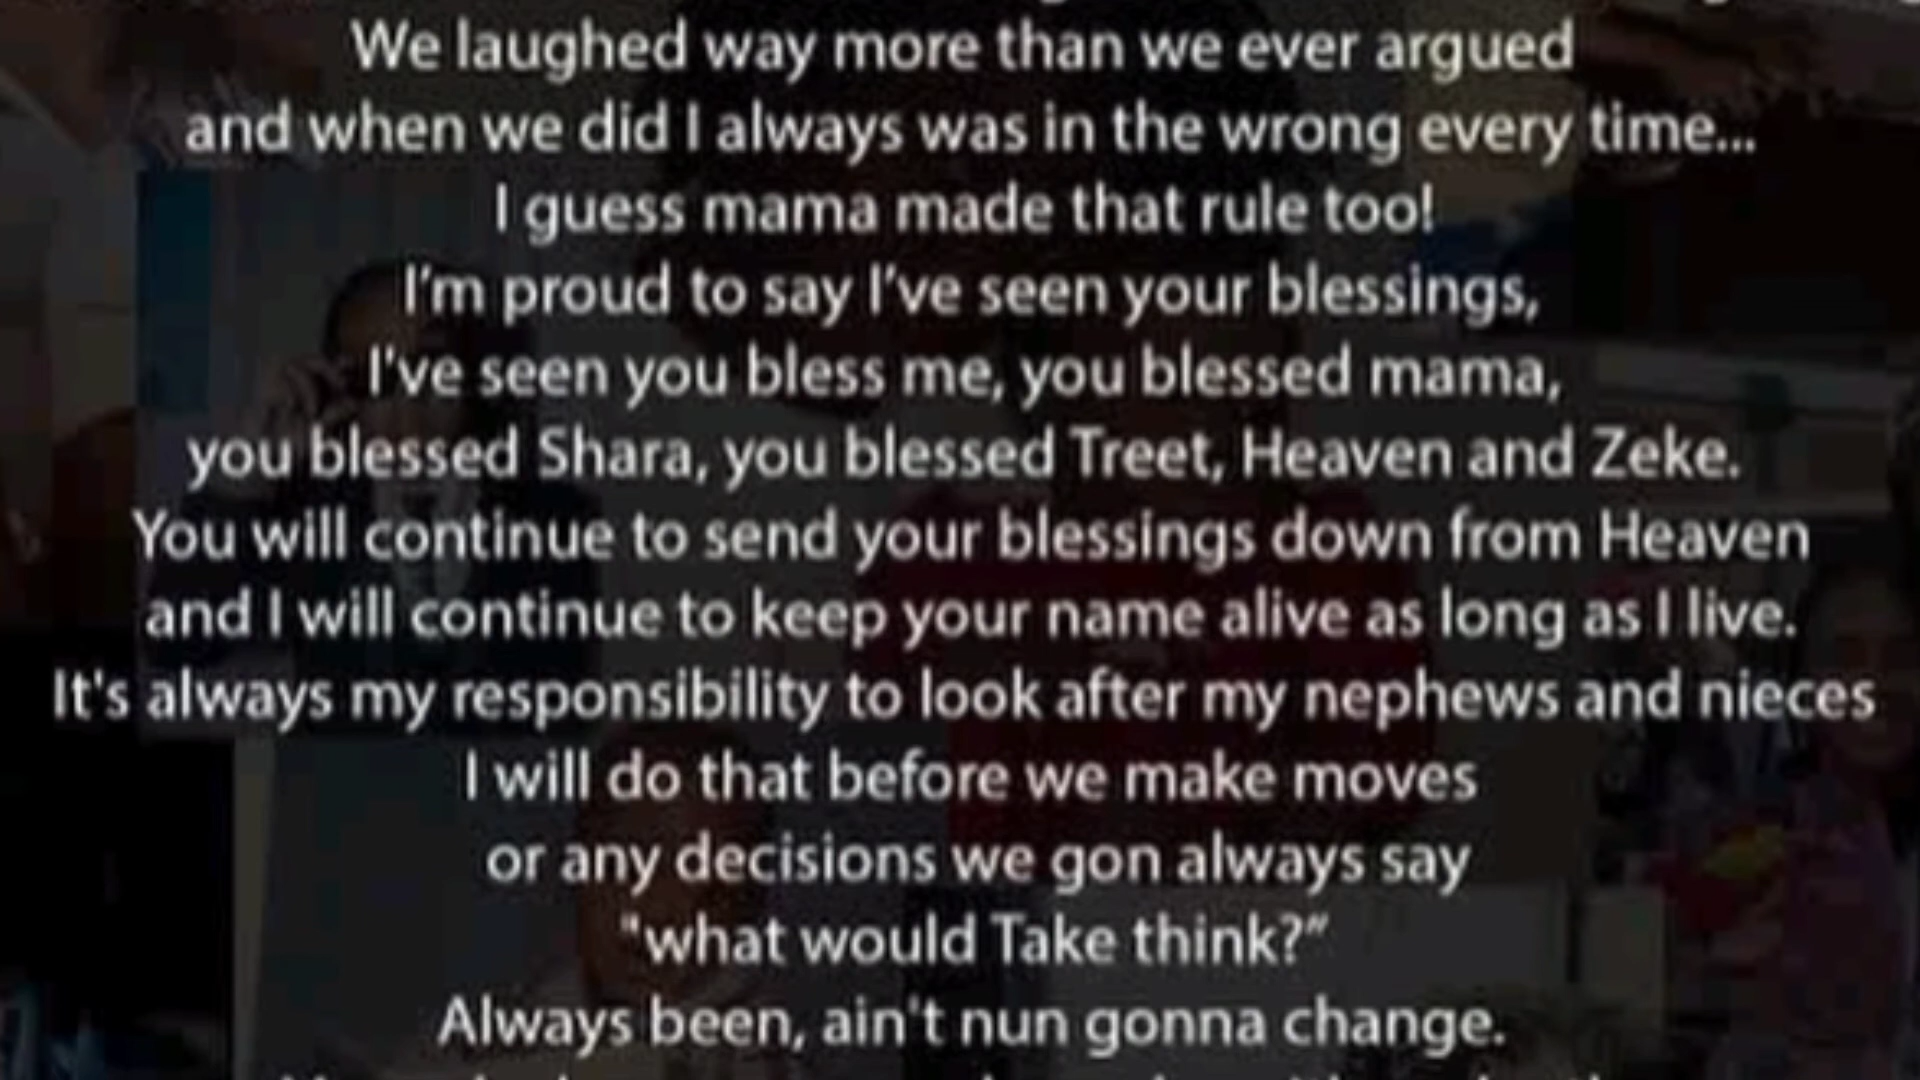 We laughed way more than we ever argued
and when we did I always was in the wrong every time...
I guess mama made that rule too!
I'm proud to say I've seen your blessings,
I've seen you bless me, you blessed mama,
you blessed Shara, you blessed Treet, Heaven and Zeke.
You will continue to send your blessings down from Heaven
and I will continue to keep your name alive as long as I live.
It's always my responsibility to look after my nephews and nieces
I will do that before we make moves
or any decisions we gon always say
"what would Take think?”
Always been, ain't nun gonna change.